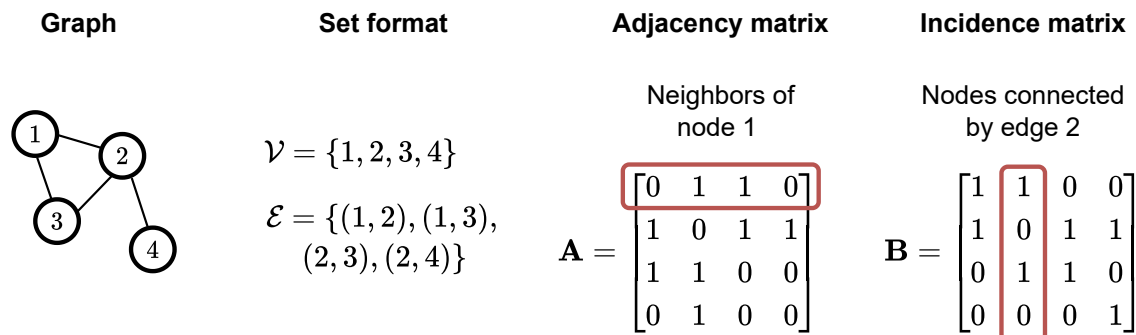 Graph
Set format
Adjacency matrix
Incidence matrix
1
2
3
4
𝒱 = {1, 2, 3, 4}
ℰ = {(1, 2), (1, 3),
(2, 3), (2, 4)}
Neighbors of
node 1
A =
0 1 1 0
1 0 1 1
1 1 0 0
0 1 0 0
Nodes connected
by edge 2
B =
1 1 0 0
1 0 1 1
0 1 1 0
0 0 0 1